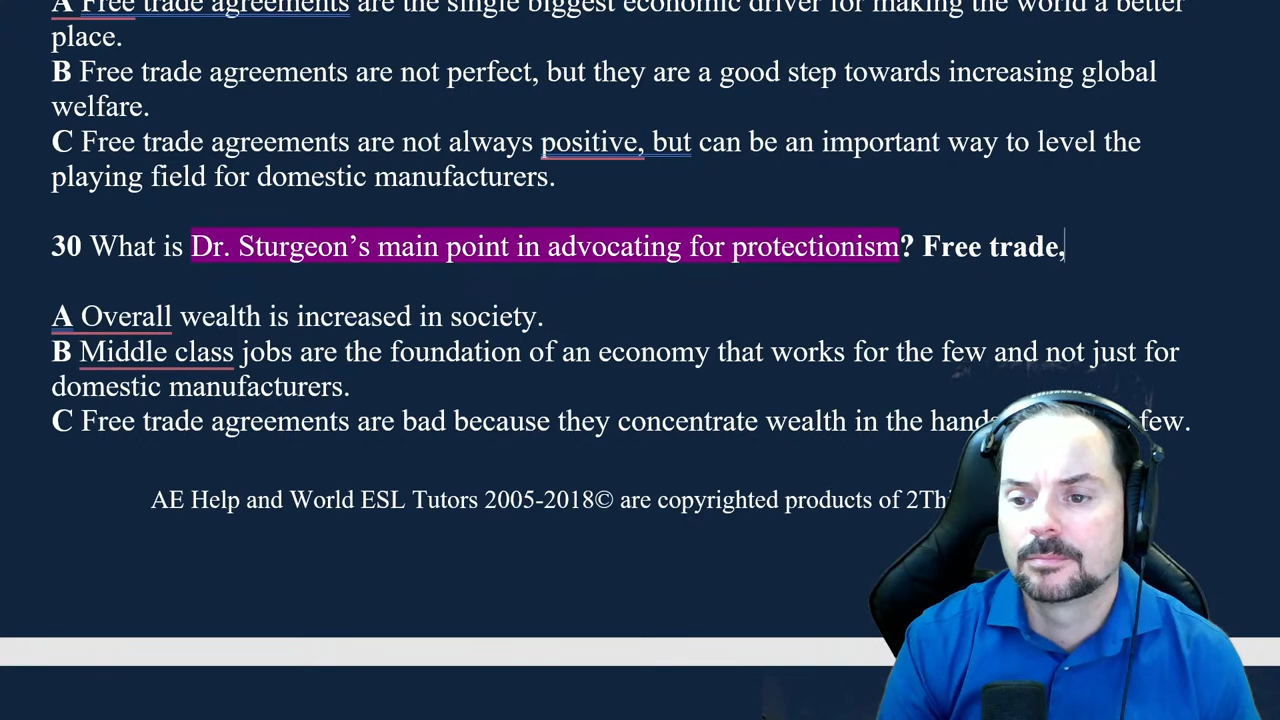 A Free trade agreements are the single biggest economic driver for making the world a better
place.
B Free trade agreements are not perfect, but they are a good step towards increasing global
welfare.
C Free trade agreements are not always positive, but can be an important way to level the
playing field for domestic manufacturers.
30 What is Dr. Sturgeon’s main point in advocating for protectionism? Free trade,
A Overall wealth is increased in society.
B Middle class jobs are the foundation of an economy that works for the few and not just for
domestic manufacturers.
C Free trade agreements are bad because they concentrate wealth in the few.
AE Help and World ESL Tutors 2005-2018© are copyrighted products of